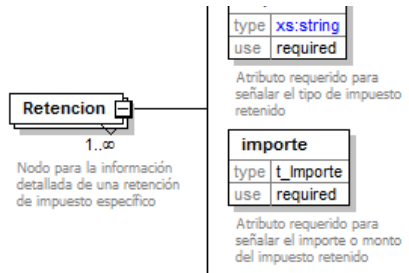 type xs:string
use required
Atributo requerido para
señalar el tipo de impuesto
retenido
Retencion
1..∞
Nodo para la información
detallada de una retención
de impuesto específico
importe
type t_Importe
use required
Atributo requerido para
señalar el importe o monto
del impuesto retenido